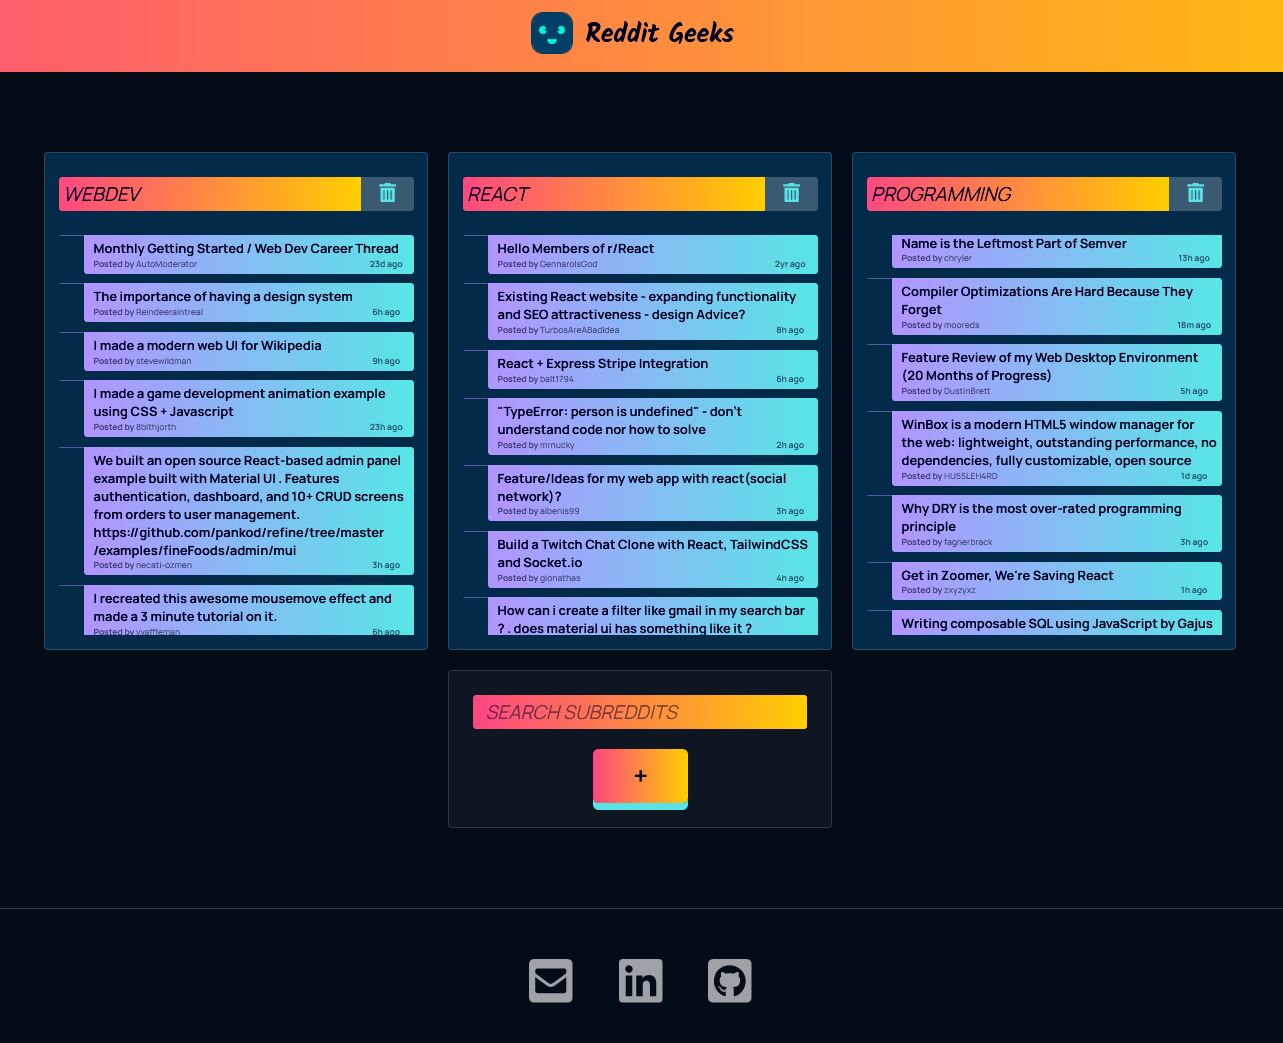 Reddit Geeks
WEBDEV
Monthly Getting Started / Web Dev Career Thread
Posted by AutoModerator 23d ago
The importance of having a design system
Posted by Reindeeraintreal 6h ago
I made a modern web UI for Wikipedia
Posted by stevewildman 9h ago
I made a game development animation example
using CSS + Javascript
Posted by 8bithjorth 23h ago
We built an open source React-based admin panel
example built with Material UI . Features
authentication, dashboard, and 10+ CRUD screens
from orders to user management.
https://github.com/pankod/refine/tree/master
/examples/fineFoods/admin/mui
Posted by necati-ozmen 3h ago
I recreated this awesome mousemove effect and
made a 3 minute tutorial on it.
Posted by vvaffleman 6h ago
REACT
Hello Members of r/React
Posted by GennaroIsGod 2yr ago
Existing React website - expanding functionality
and SEO attractiveness - design Advice?
Posted by TurbosAreABadIdea 8h ago
React + Express Stripe Integration
Posted by balt1794 6h ago
"TypeError: person is undefined" - don't
understand code nor how to solve
Posted by mrnucky 2h ago
Feature/Ideas for my web app with react(social
network)?
Posted by albenis99 3h ago
Build a Twitch Chat Clone with React, TailwindCSS
and Socket.io
Posted by gionathas 4h ago
How can i create a filter like gmail in my search bar
? . does material ui has something like it ?
PROGRAMMING
Name is the Leftmost Part of Semver
Posted by chryler 13h ago
Compiler Optimizations Are Hard Because They
Forget
Posted by mooreds 18m ago
Feature Review of my Web Desktop Environment
(20 Months of Progress)
Posted by DustinBrett 5h ago
WinBox is a modern HTML5 window manager for
the web: lightweight, outstanding performance, no
dependencies, fully customizable, open source
Posted by HU55LEH4RD 1d ago
Why DRY is the most over-rated programming
principle
Posted by fagnerbrack 3h ago
Get in Zoomer, We're Saving React
Posted by zxyzyxz 1h ago
Writing composable SQL using JavaScript by Gajus
SEARCH SUBREDDITS
+
in